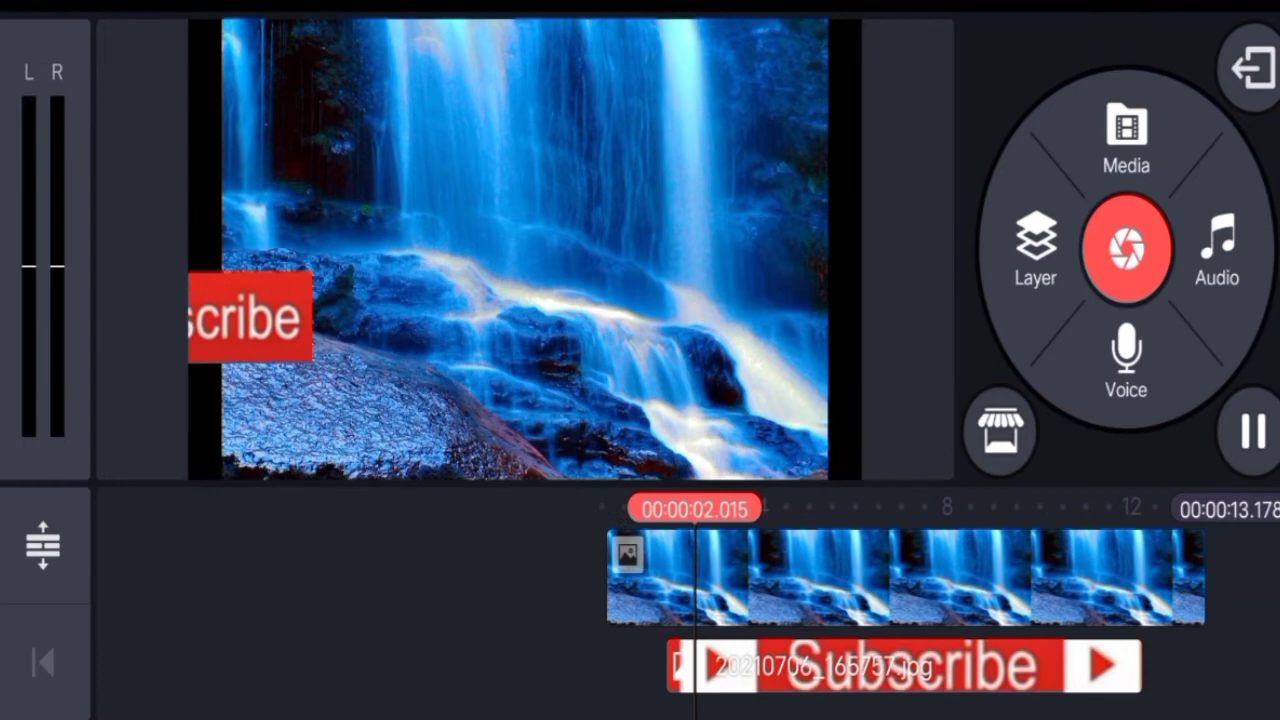 L R
Media
Layer
Audio
Voice
scribe
00:00:02.015
8
12
00:00:13.178
Subscribe
20210706_165757.jpg